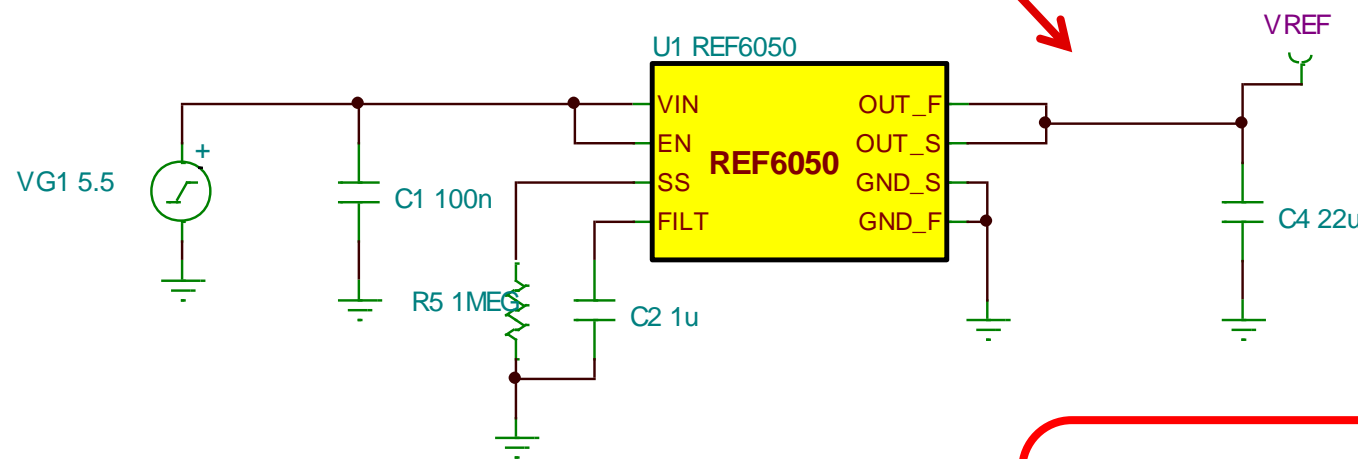 VREF
U1 REF6050
VIN
OUT_F
EN
OUT_S
REF6050
SS
GND_S
FILT
GND_F
+
VG1 5.5
C1 100n
C4 22u
R5 1MEG
C2 1u